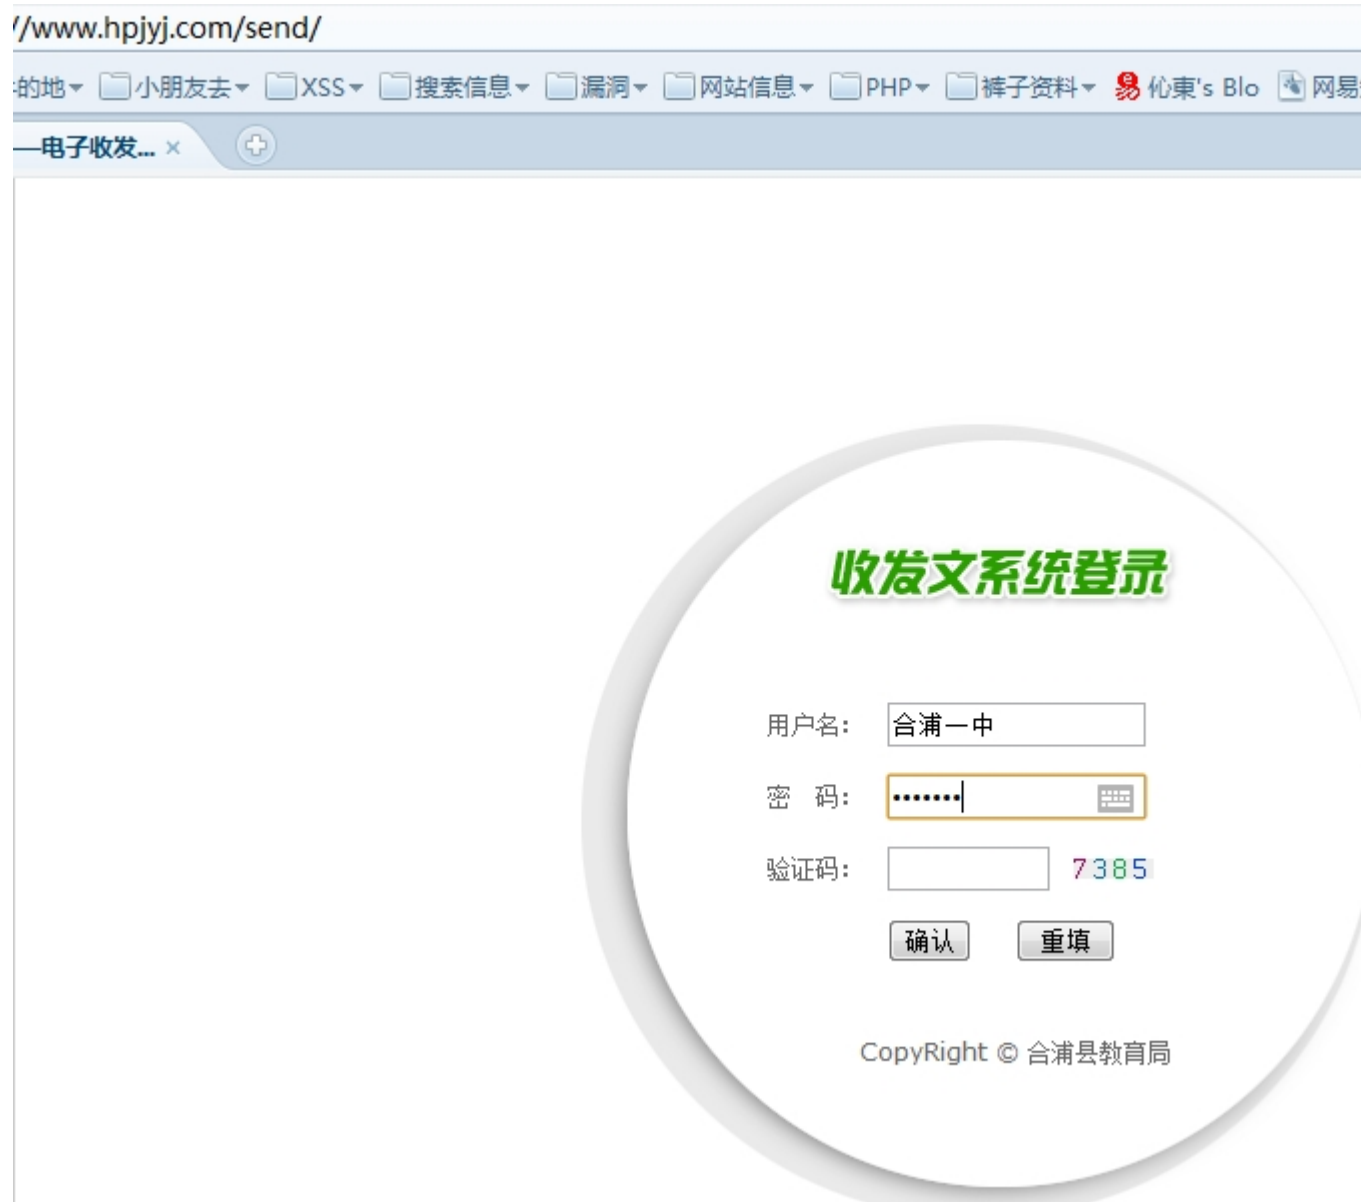 //www.hpjyj.com/send/
的地 小朋友去 XSS 搜索信息 漏洞 网站信息 PHP 裤子资料 伈東's Blo 网易
—电子收发... ×
收发文系统登录
用户名： 合浦一中
密 码： •••••••
验证码： 7385
确认 重填
CopyRight © 合浦县教育局